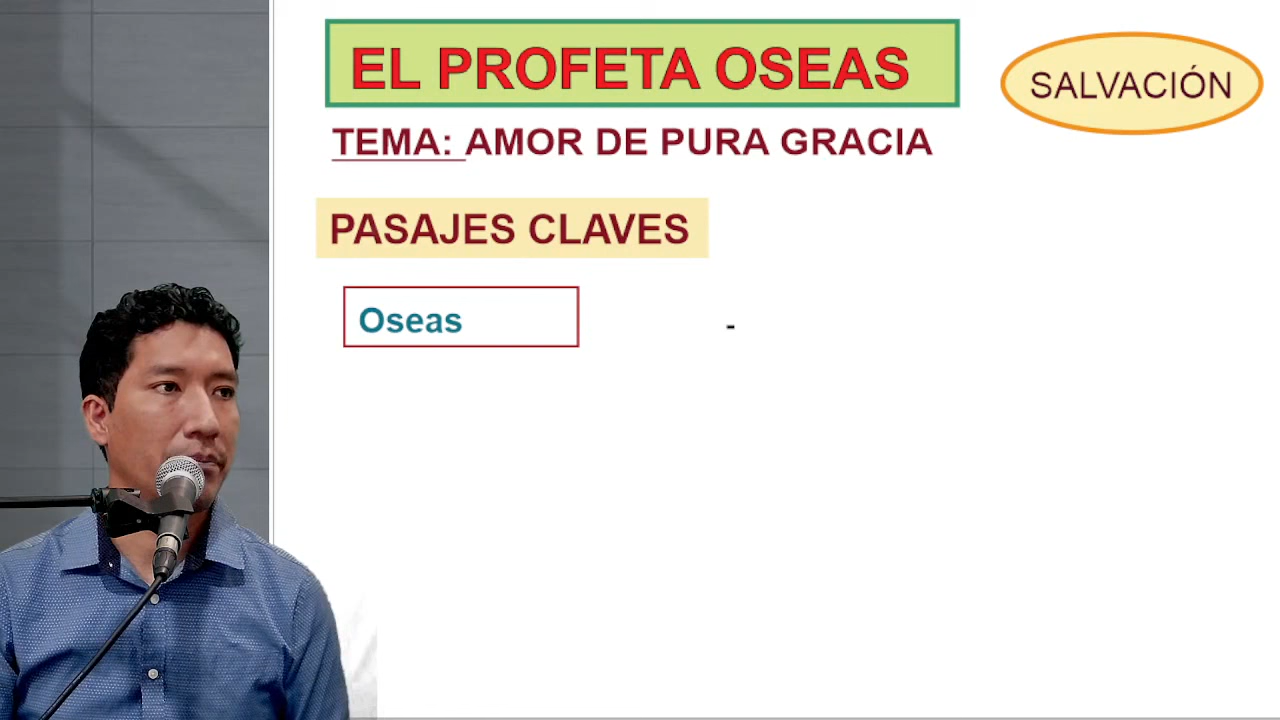 EL PROFETA OSEAS
SALVACIÓN
TEMA: AMOR DE PURA GRACIA
PASAJES CLAVES
Oseas
-